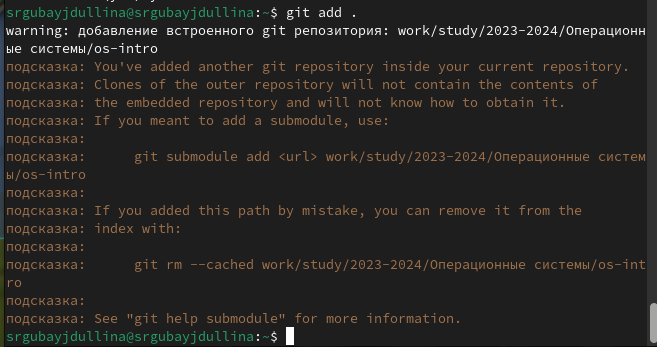 srgubayjdullina@srgubayjdullina:~$ git add .
warning: добавление встроенного git репозитория: work/study/2023-2024/Операционн
ые системы/os-intro
подсказка: You've added another git repository inside your current repository.
подсказка: Clones of the outer repository will not contain the contents of
подсказка: the embedded repository and will not know how to obtain it.
подсказка: If you meant to add a submodule, use:
подсказка:
подсказка:      git submodule add <url> work/study/2023-2024/Операционные систем
ы/os-intro
подсказка:
подсказка: If you added this path by mistake, you can remove it from the
подсказка: index with:
подсказка:
подсказка:      git rm --cached work/study/2023-2024/Операционные системы/os-int
ro
подсказка:
подсказка: See "git help submodule" for more information.
srgubayjdullina@srgubayjdullina:~$